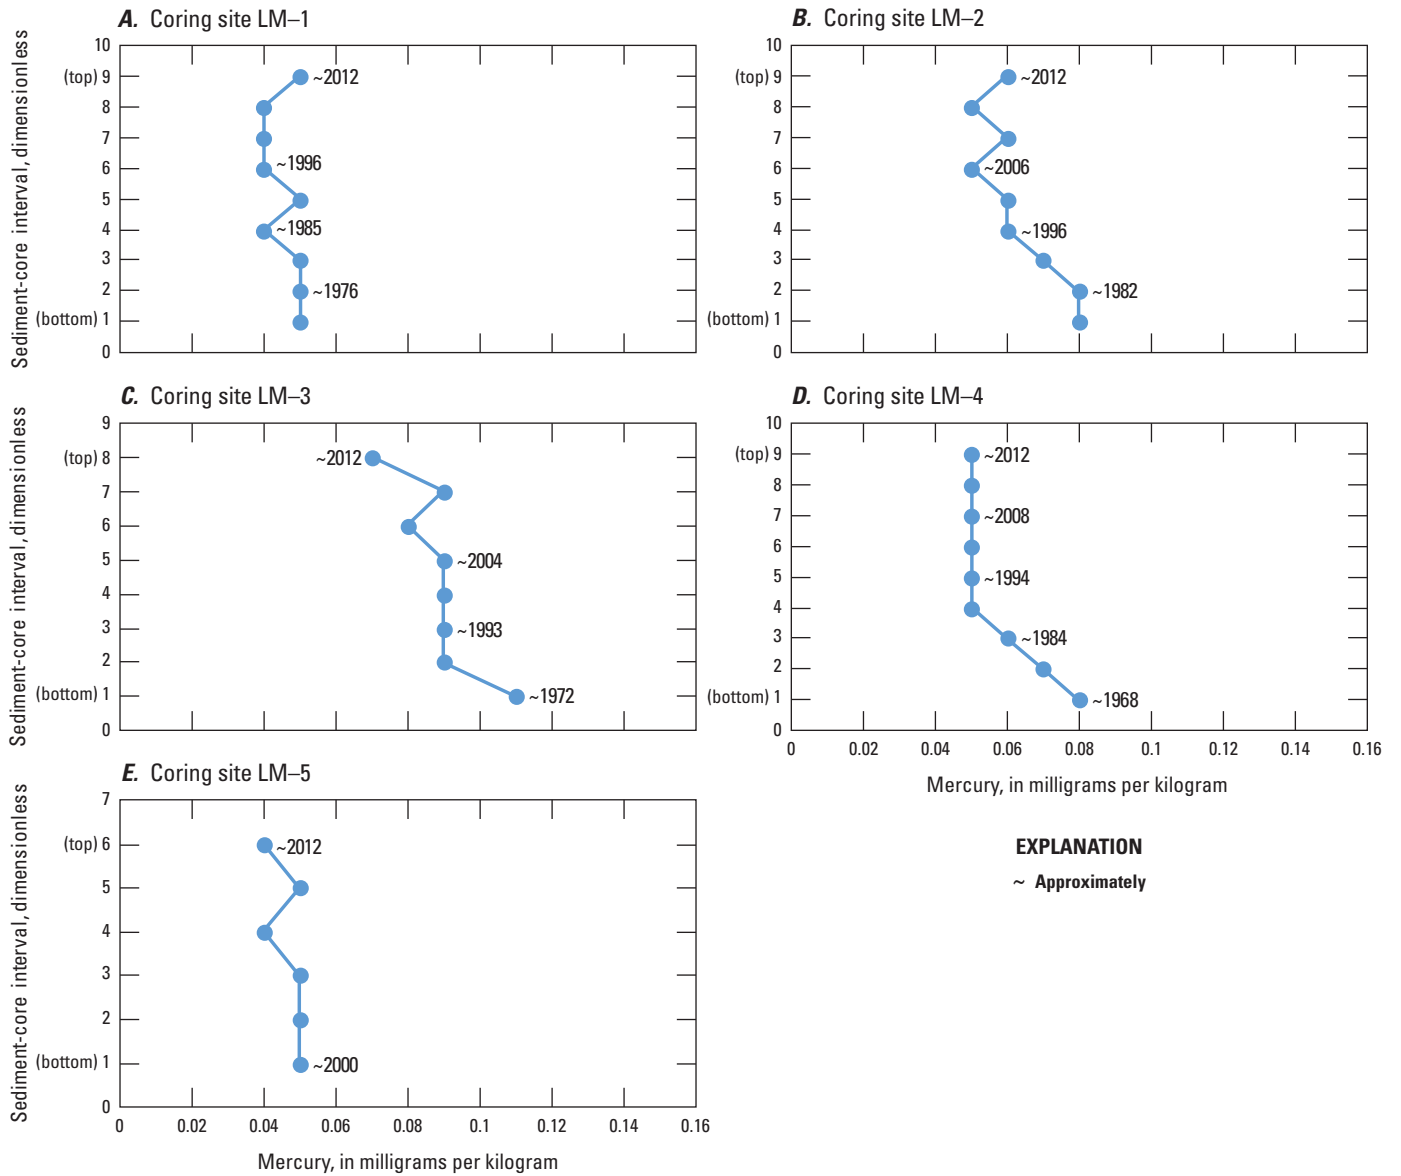 A. Coring site LM–1
Sediment-core interval, dimensionless
10
(top) 9
8
7
6
5
4
3
2
(bottom) 1
0
~2012
~1996
~1985
~1976
B. Coring site LM–2
10
(top) 9
8
7
6
5
4
3
2
(bottom) 1
0
~2012
~2006
~1996
~1982
C. Coring site LM–3
Sediment-core interval, dimensionless
9
(top) 8
7
6
5
4
3
2
(bottom) 1
0
~2012
~2004
~1993
~1972
D. Coring site LM–4
10
(top) 9
8
7
6
5
4
3
2
(bottom) 1
0
~2012
~2008
~1994
~1984
~1968
0 0.02 0.04 0.06 0.08 0.1 0.12 0.14 0.16
Mercury, in milligrams per kilogram
E. Coring site LM–5
Sediment-core interval, dimensionless
7
(top) 6
5
4
3
2
(bottom) 1
0
~2012
~2000
0 0.02 0.04 0.06 0.08 0.1 0.12 0.14 0.16
Mercury, in milligrams per kilogram
EXPLANATION
~ Approximately